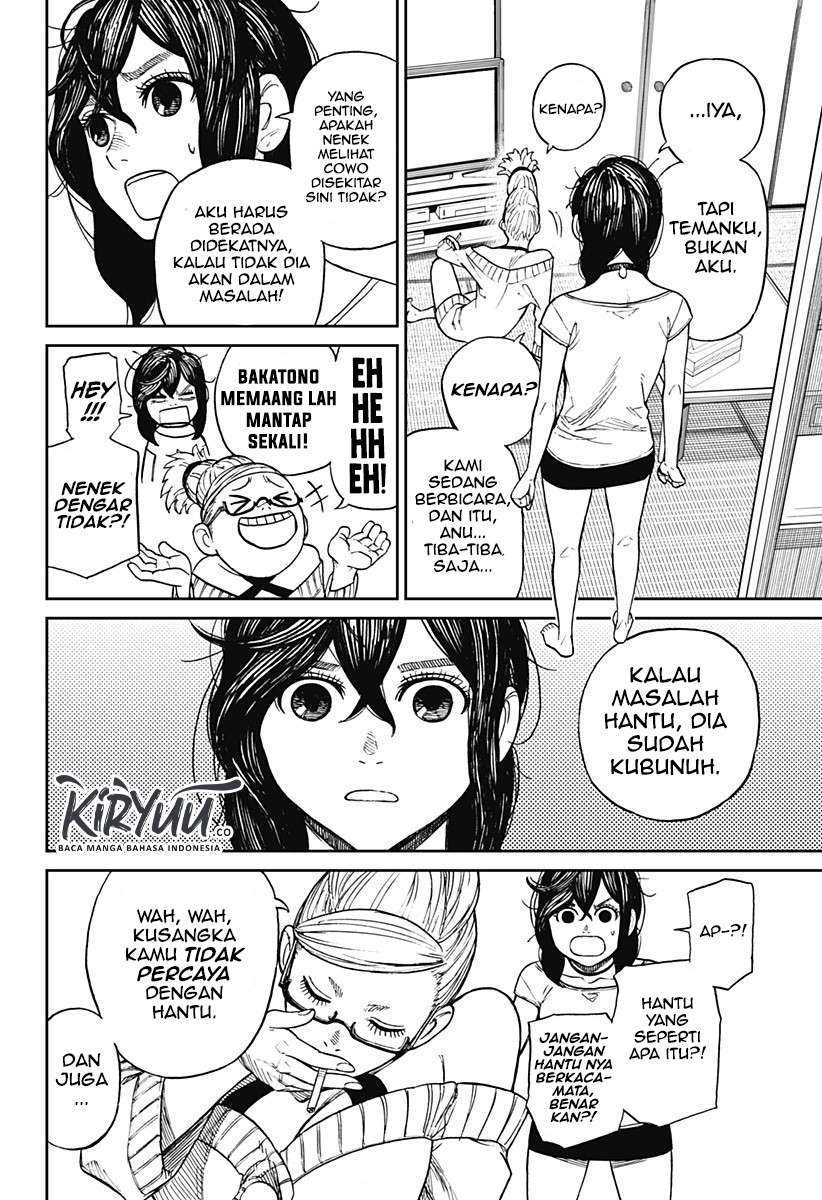 ...IYA,
TAPI
TEMANKU,
BUKAN
AKU.
KENAPA?
KENAPA?
KAMI
SEDANG
BERBICARA,
DAN ITU,
ANU...
TIBA-TIBA
SAJA...
YANG
PENTING,
APAKAH
NENEK
MELIHAT
COWO
DISEKITAR
SINI TIDAK?
AKU HARUS
BERADA
DIDEKATNYA,
KALAU TIDAK DIA
AKAN DALAM
MASALAH!
EH
HE
HH
EH!
BAKATONO
MEMAANG LAH
MANTAP
SEKALI!
HEY
!!!
NENEK
DENGAR
TIDAK?!
KALAU
MASALAH
HANTU, DIA
SUDAH
KUBUNUH.
KIRYUU.CO
BACA MANGA BAHASA INDONESIA
AP-?!
HANTU
YANG
SEPERTI
APA ITU?!
JANGAN-
JANGAN
HANTU NYA
BERKACA-
MATA,
BENAR
KAN?!
WAH, WAH,
KUSANGKA
KAMU TIDAK
PERCAYA
DENGAN
HANTU.
DAN
JUGA
...